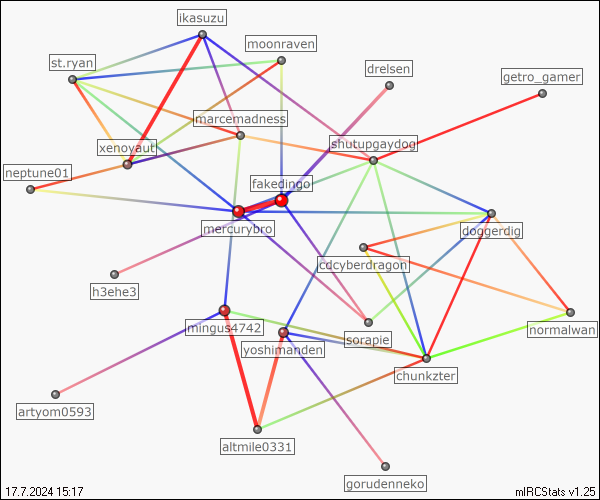 ikasuzu
moonraven
st.ryan
drelsen
getro_gamer
marcemadness
shutupgaydog
xenoyaut
neptune01
fakedingo
mercurybro
doggerdig
cdcyberdragon
h3ehe3
mingus4742
sorapie
normalwan
yoshimanden
chunkzter
artyom0593
altmile0331
gorudenneko
17.7.2024 15:17
mIRCStats v1.25